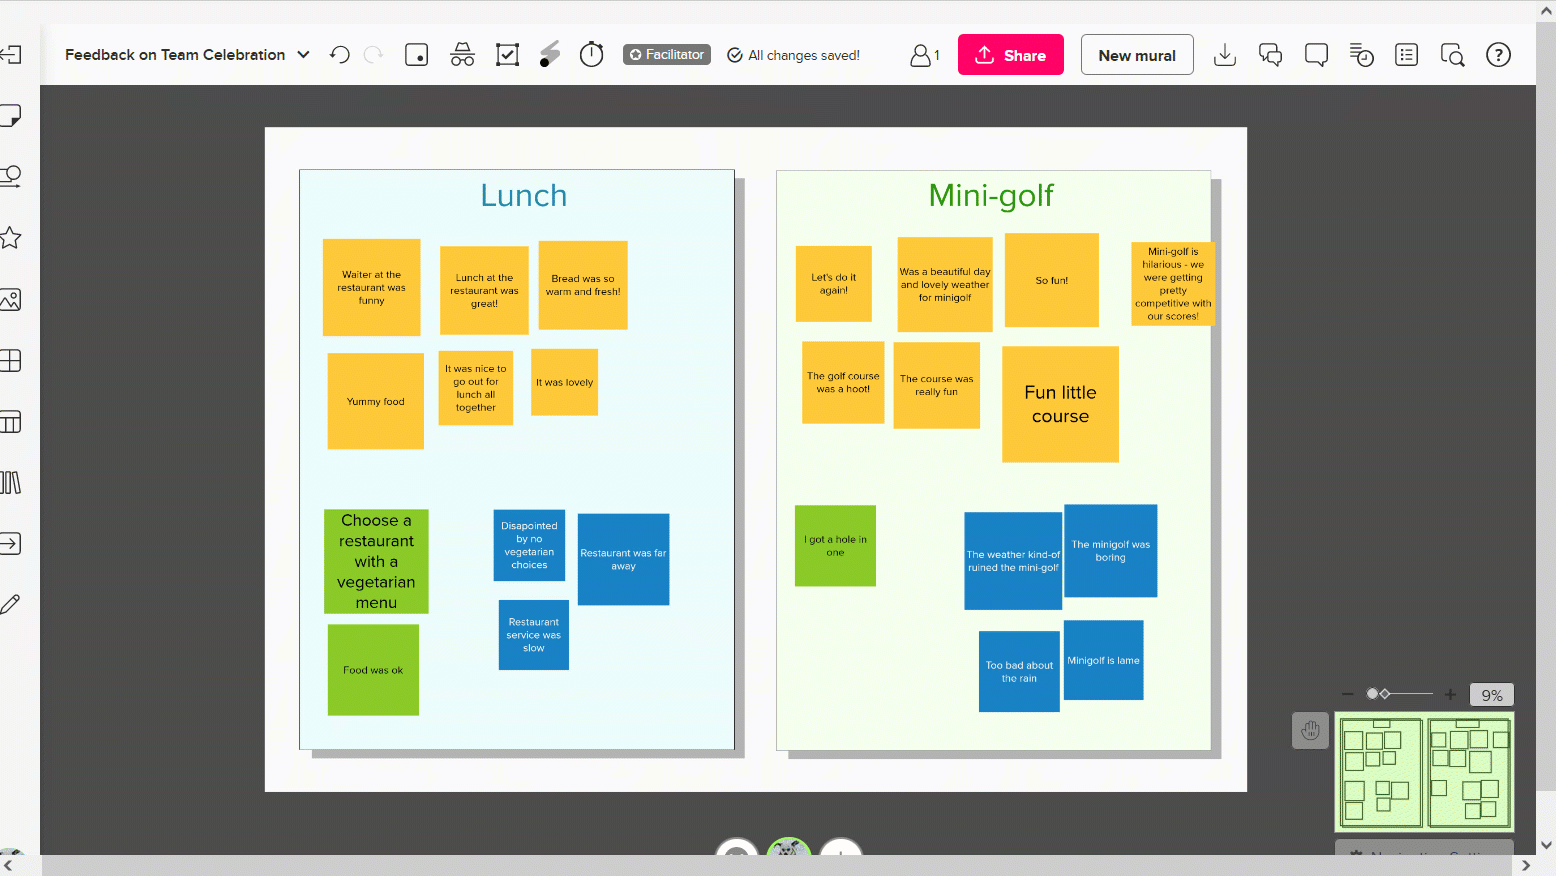 Feedback on Team Celebration
Facilitator
All changes saved!
1
Share
New mural
Lunch
Waiter at the
restaurant was
funny
Lunch at the
restaurant was
great!
Bread was so
warm and fresh!
Yummy food
It was nice to
go out for
lunch all
together
It was lovely
Choose a
restaurant
with a
vegetarian
menu
Disapointed
by no
vegetarian
choices
Restaurant was far
away
Restaurant
service was
slow
Food was ok
Mini-golf
Let's do it
again!
Was a beautiful day
and lovely weather
for minigolf
So fun!
Mini-golf is
hilarious - we
were getting
pretty
competitive with
our scores!
The golf course
was a hoot!
The course was
really fun
Fun little
course
I got a hole in
one
The weather kind-of
ruined the mini-golf
The minigolf was
boring
Too bad about
the rain
Minigolf is lame
9%